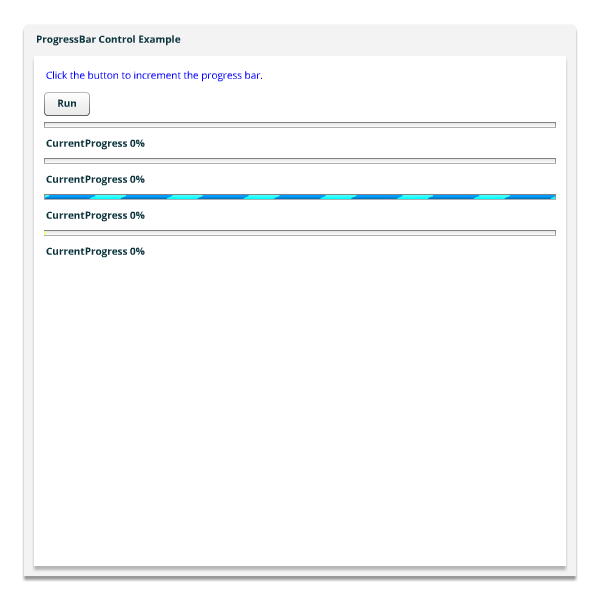 ProgressBar Control Example
Click the button to increment the progress bar.
Run
CurrentProgress 0%
CurrentProgress 0%
CurrentProgress 0%
CurrentProgress 0%